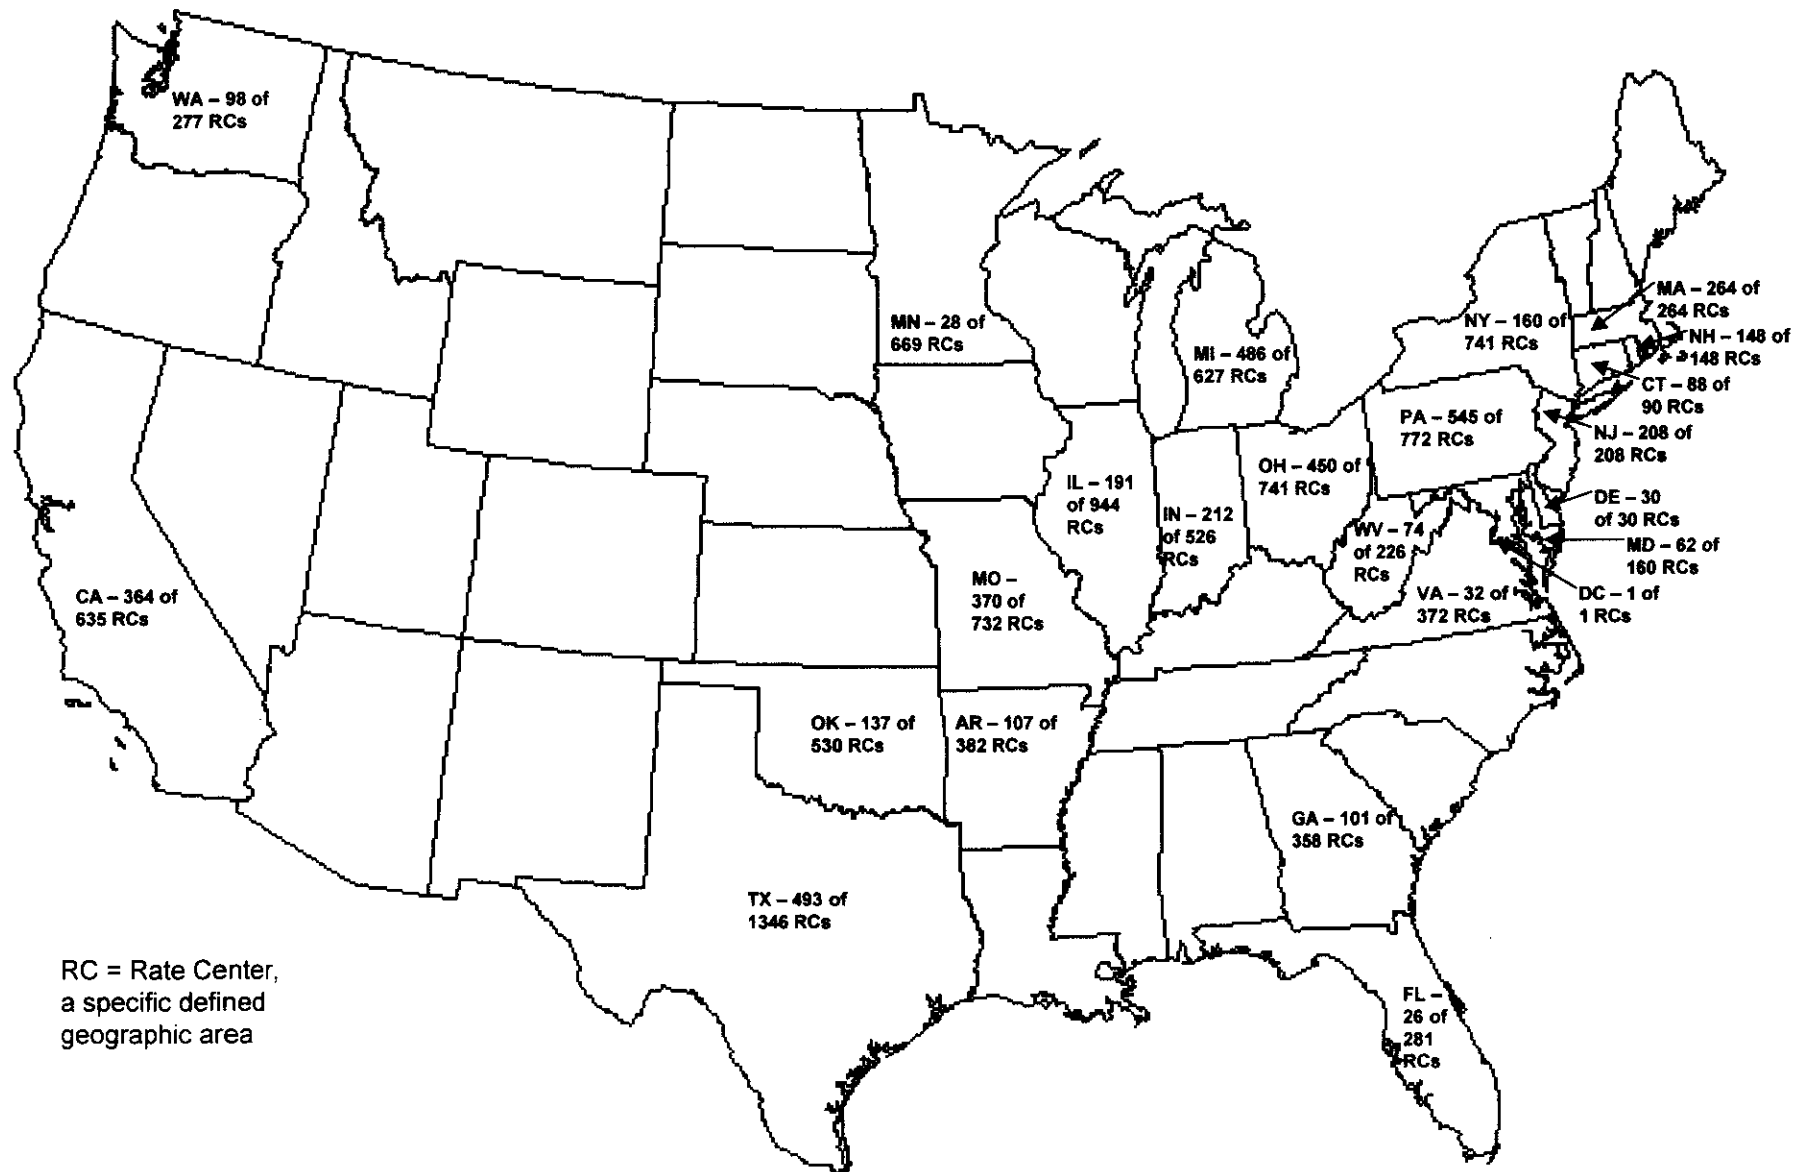 WA – 98 of
277 RCs
MN – 28 of
669 RCs
MI – 486 of
627 RCs
NY – 160 of
741 RCs
MA – 264 of
264 RCs
NH – 148 of
148 RCs
CT – 88 of
90 RCs
PA – 545 of
772 RCs
NJ – 208 of
208 RCs
OH – 450 of
741 RCs
IL – 191
of 944
RCs
IN – 212
of 526
RCs
WV – 74
of 226
RCs
DE – 30
of 30 RCs
MD – 62 of
160 RCs
DC – 1 of
1 RCs
VA – 32 of
372 RCs
CA – 364 of
635 RCs
MO –
370 of
732 RCs
OK – 137 of
530 RCs
AR – 107 of
382 RCs
GA – 101 of
358 RCs
TX – 493 of
1346 RCs
FL –
26 of
281
RCs
RC = Rate Center,
a specific defined
geographic area